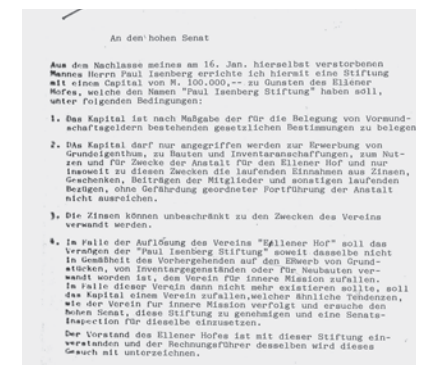 An den hohen Senat
Aus dem Nachlasse meines am 16. Jan. hierselbst verstorbenen
Mannes Herrn Paul Isenberg errichte ich hiermit eine Stiftung
mit einem Capital von M. 100.000,-- zu Gunsten des Ellener
Hofes, welche den Namen "Paul Isenberg Stiftung" haben soll,
unter folgenden Bedingungen:
1. Das Kapital ist nach Maßgabe der für die Belegung von Vormund-
schaftsgeldern bestehenden gesetzlichen Bestimmungen zu belegen
2. DAs Kapital darf nur angegriffen werden zur Erwerbung von
Grundeigenthum, zu Bauten und Inventaranschaffungen, zum Nut-
zen und für Zwecke der Anstalt für den Ellener Hof und nur
insoweit zu diesen Zwecken die laufenden Einnahmen aus Zinsen,
Geschenken, Beiträgen der Mitglieder und sonstigen laufenden
Bezügen, ohne Gefährdung geordneter Fortführung der Anstalt
nicht ausreichen.
3. Die Zinsen können unbeschränkt zu den Zwecken des Vereins
verwandt werden.
4. Im Falle der Auflösung des Vereins "Ellener Hof" soll das
vermögen der "Paul Isenberg Stiftung" soweit dasselbe nicht
in Gemäßheit des Vorhergehenden auf den ERwerb von Grund-
stücken, von Inventargegenständen oder für Neubauten ver-
wandt worden ist, dem Verein für innere Mission zufallen.
Im Falle dieser Verein dann nicht mehr existieren sollte, soll
das Kapital einem Verein zufallen,welcher ähnliche Tendenzen,
wie der Verein fur innere Mission verfolgt und ersuche den
hohen Senat, diese Stiftung zu genehmigen und eine Senats-
Inspection für dieselbe einzusetzen.
Der Vorstand des Ellener Hofes ist mit dieser Stiftung ein-
verstanden und der Rechnungsführer desselben wird dieses
Gesuch mit unterzeichnen.